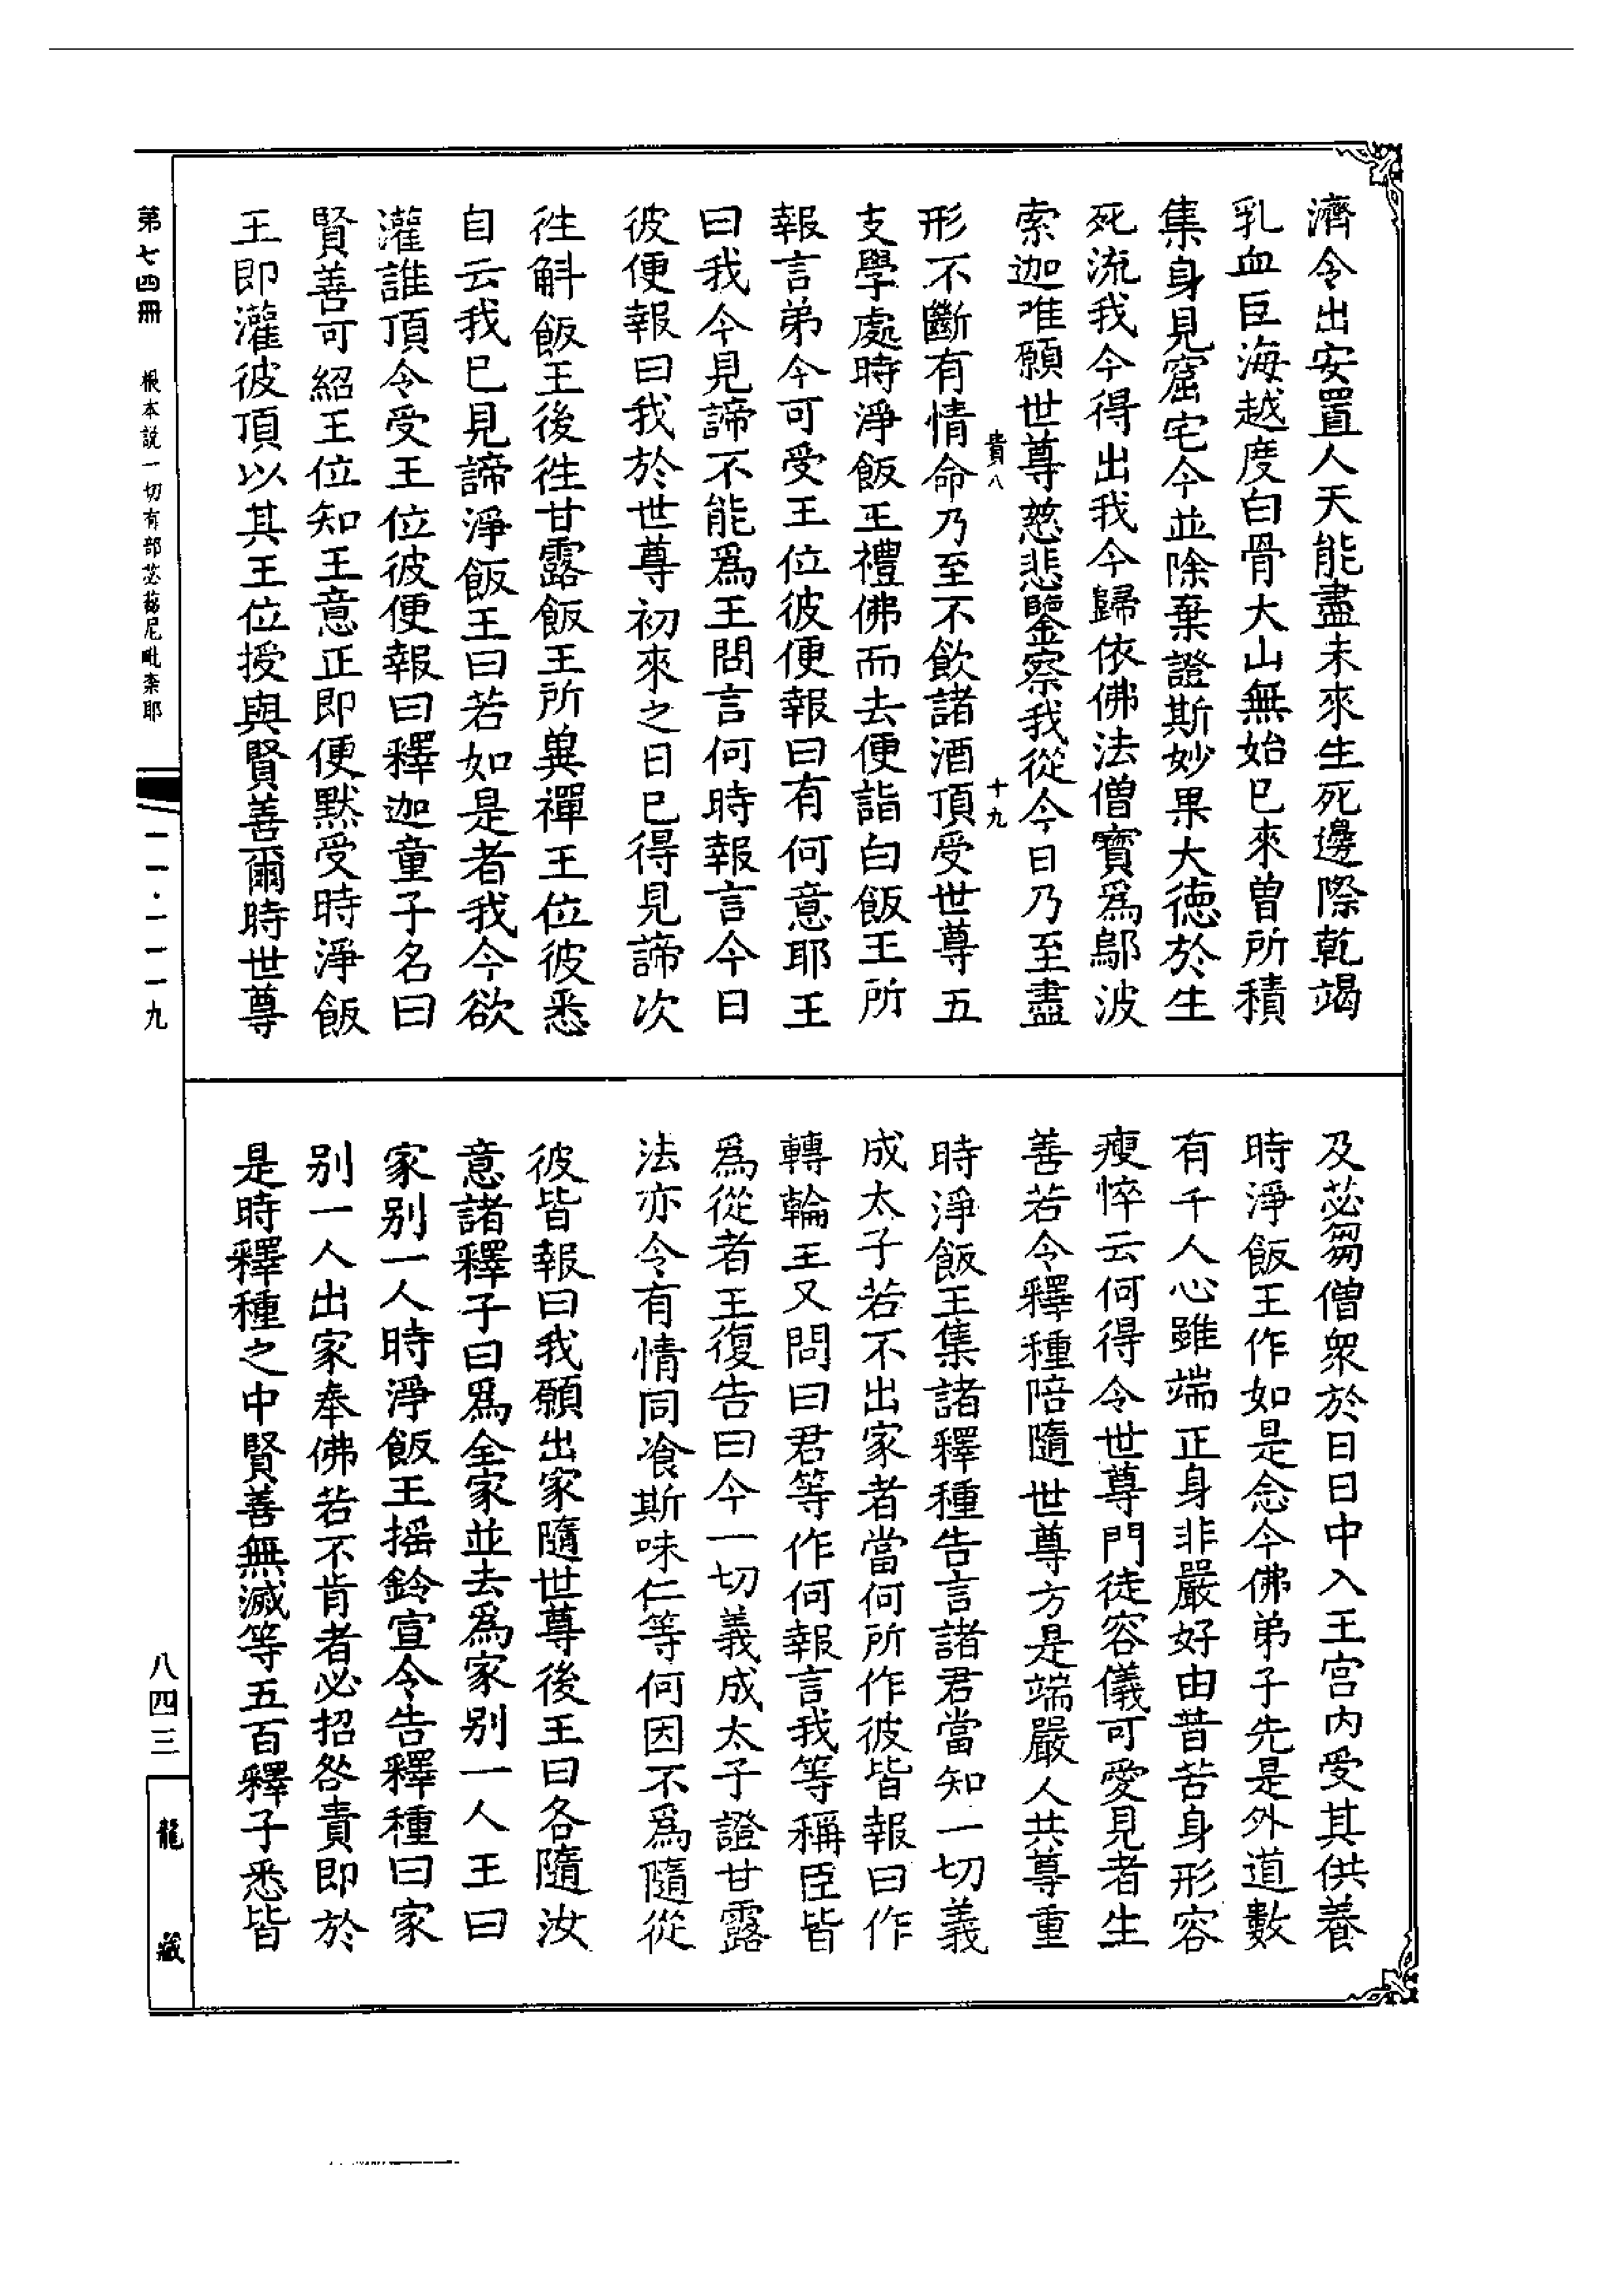 濟令出安置人天能盡未來生死邊際乾竭
乳血巨海越度白骨大山無始已來曾所積
集身見窟宅今並除棄證斯妙果大德於生
死流我今得出我今歸依佛法僧寶爲鄔波
索迦唯願世尊慈悲鑒察我從今日乃至盡
貴八
十九
形不斷有情命乃至不飲諸酒頂受世尊五
支學處時淨飯王禮佛而去便詣白飯王所
報言弟今可受王位彼便報曰有何意耶王
曰我今見諦不能爲王問言何時報言今日
彼便報曰我於世尊初來之日已得見諦次
徃斛飯王後徃甘露飯王所冀禪王位彼悉
自云我已見諦淨飯王曰若如是者我今欲
灌誰頂令受王位彼便報曰釋迦童子名曰
賢善可紹王位知王意正即便默受時淨飯
王即灌彼頂以其王位授與賢善爾時世尊
及苾芻僧衆於日日中入王宫内受其供養
時淨飯王作如是念今佛弟子先是外道數
有千人心雖端正身非嚴好由昔苦身形容
瘦悴云何得令世尊門徒容儀可愛見者生
善若令釋種陪隨世尊方是端嚴人共尊重
時淨飯王集諸釋種告言諸君當知一切義
成太子若不出家者當何所作彼皆報曰作
轉輪王又問曰君等作何報言我等稱臣皆
爲從者王復告曰今一切義成太子證甘露
法亦令有情同飡斯味仁等何因不爲隨從
彼皆報曰我願出家隨世尊後王曰各隨汝
意諸釋子曰爲全家並去爲家别一人王曰
家别一人時淨飯王摇鈴宣令告釋種曰家
别一人出家奉佛若不肯者必招咎責即於
是時釋種之中賢善無滅等五百釋子悉皆
第七四冊 根本説一切有部苾芻尼毗柰耶
一一·一一一九
八四三
龍藏